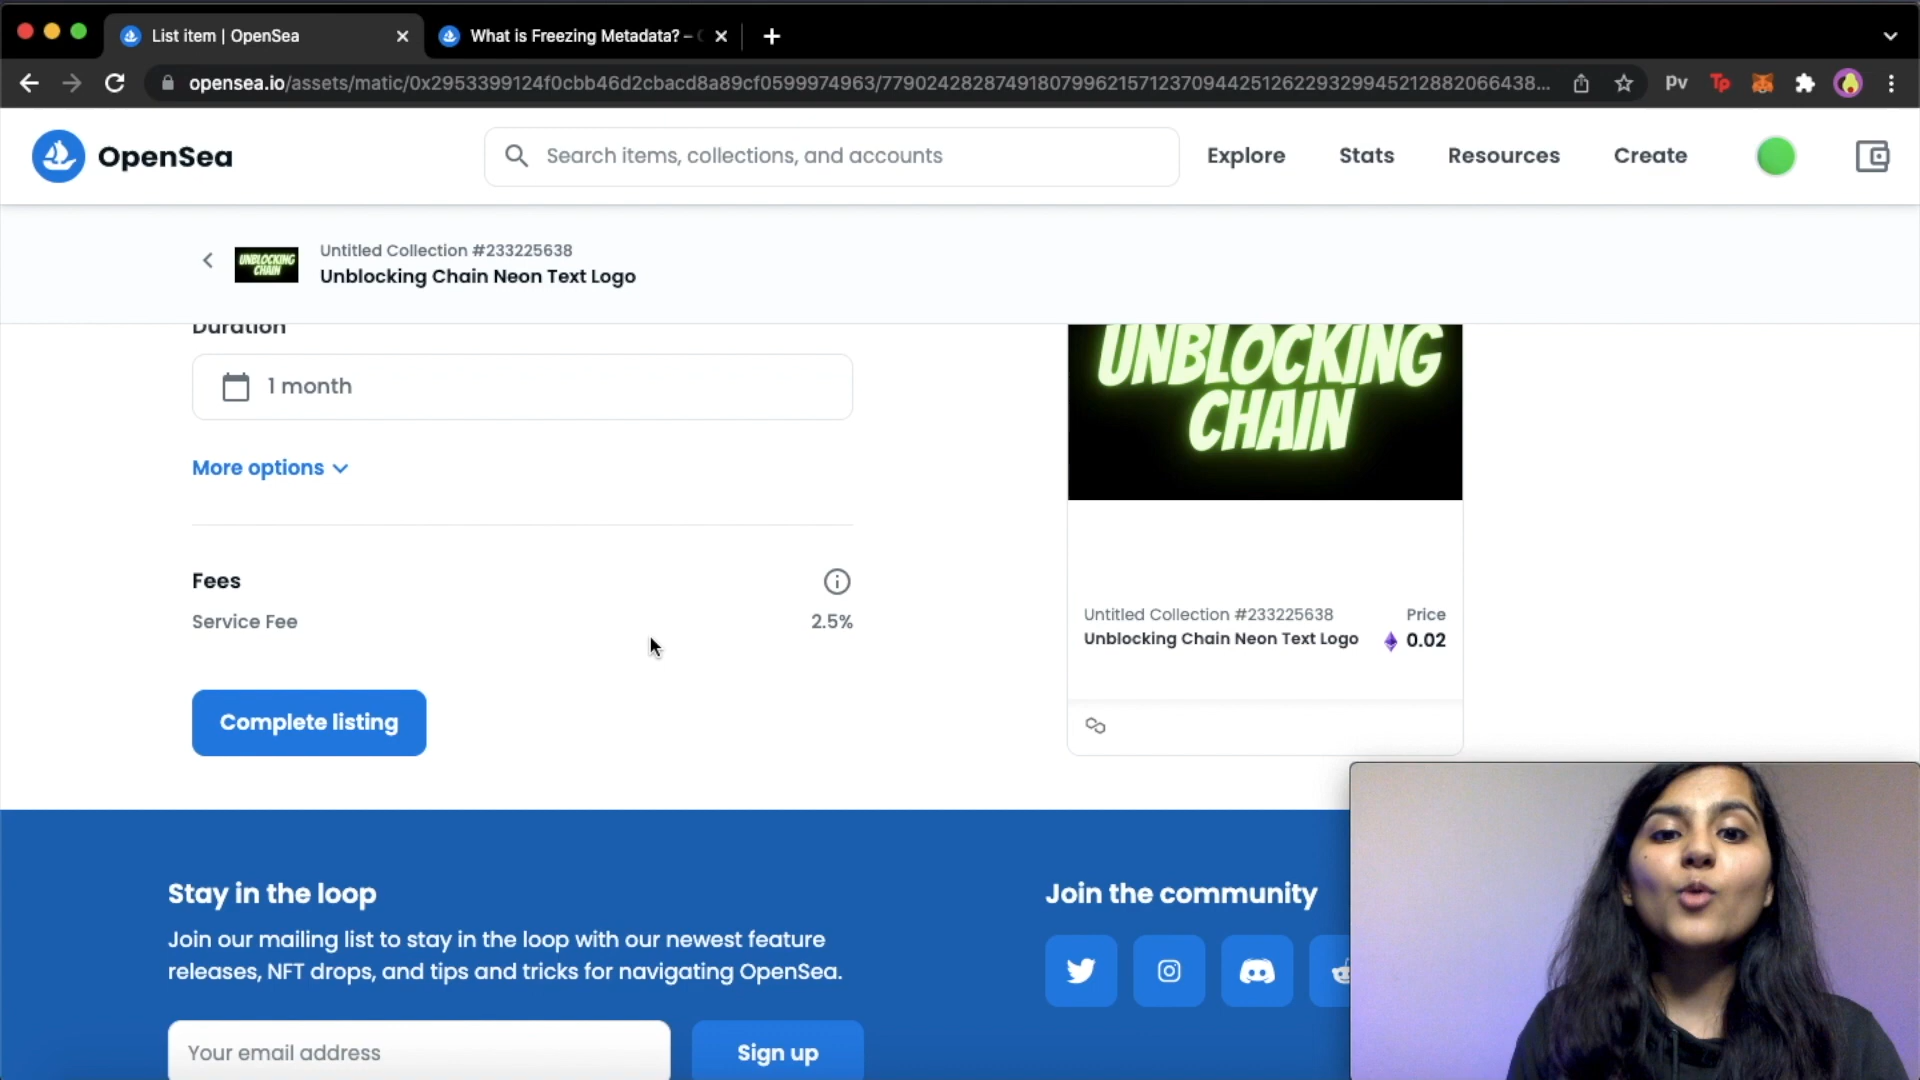 List item | OpenSea
What is Freezing Metadata? –
opensea.io/assets/matic/0x2953399124f0cbb46d2cbacd8a89cf0599974963/7790242828749180799621571237094425126229329945212882066438...
PV
Tp
OpenSea
Search items, collections, and accounts
Explore
Stats
Resources
Create
UNBLOCKING
CHAIN
Untitled Collection #233225638
Unblocking Chain Neon Text Logo
Duration
1 month
More options
Fees
Service Fee
2.5%
Complete listing
UNBLOCKING
CHAIN
Untitled Collection #233225638
Price
Unblocking Chain Neon Text Logo
0.02
Stay in the loop
Join our mailing list to stay in the loop with our newest feature
releases, NFT drops, and tips and tricks for navigating OpenSea.
Your email address
Sign up
Join the community